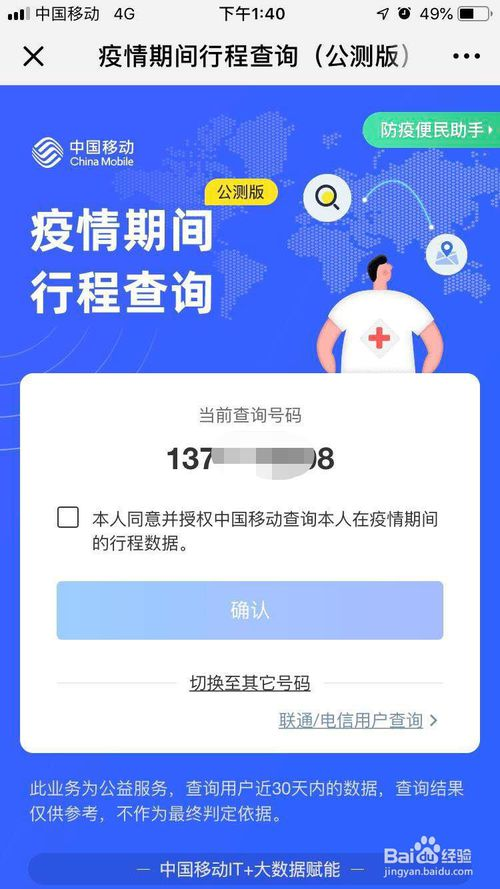 中国移动 4G 下午1:40 49%
疫情期间行程查询（公测版）
防疫便民助手
中国移动
China Mobile
公测版
疫情期间
行程查询
当前查询号码
137 98
本人同意并授权中国移动查询本人在疫情期间
的行程数据。
确认
切换至其它号码
联通/电信用户查询
此业务为公益服务，查询用户近30天内的数据，查询结果
仅供参考，不作为最终判定依据。
中国移动IT+大数据赋能
Baidu 经验
jingyan.baidu.com